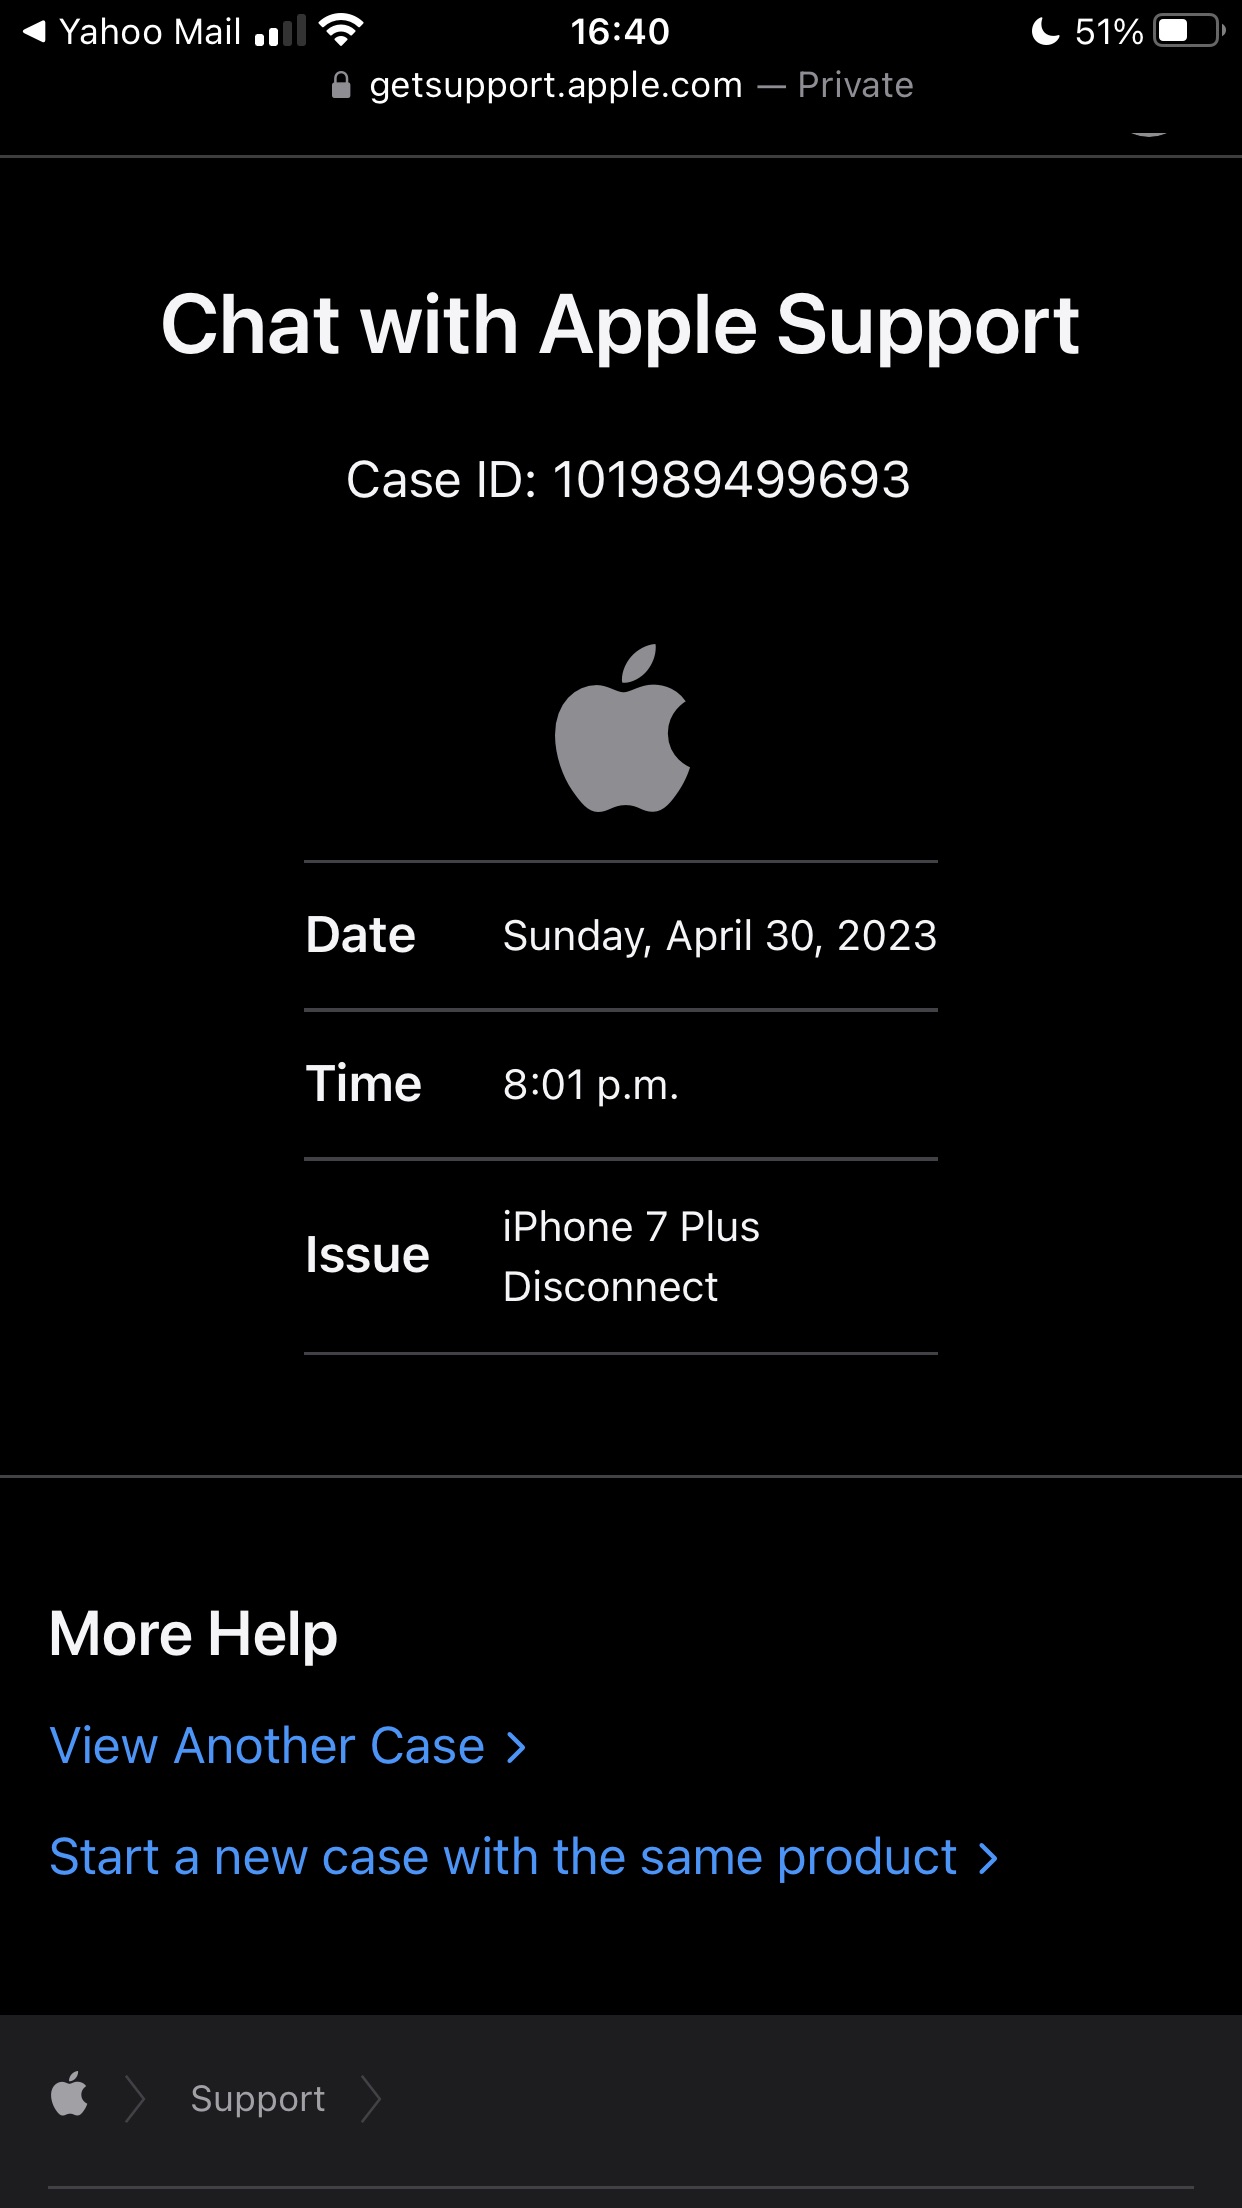 Yahoo Mail 16:40 51%
getsupport.apple.com — Private
Chat with Apple Support
Case ID: 101989499693
Date Sunday, April 30, 2023
Time 8:01 p.m.
Issue iPhone 7 Plus
Disconnect
More Help
View Another Case
Start a new case with the same product
Support